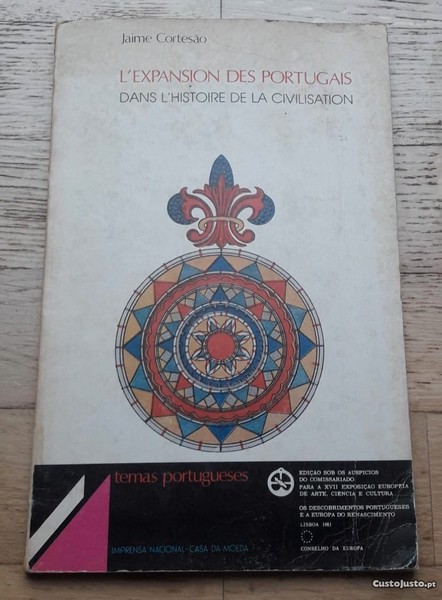 Jaime Cortesão
L'EXPANSION DES PORTUGAIS
DANS L'HISTOIRE DE LA CIVILISATION
temas portugueses
IMPRENSA NACIONAL-CASA DA MOEDA
EDIÇÃO SOB OS AUSPÍCIOS
DO COMISSARIADO
PARA A XVII EXPOSIÇÃO EUROPEIA
DE ARTE, CIÊNCIA E CULTURA
OS DESCOBRIMENTOS PORTUGUESES
E A EUROPA DO RENASCIMENTO
LISBOA 1983
CONSELHO DA EUROPA
CustoJusto.pt